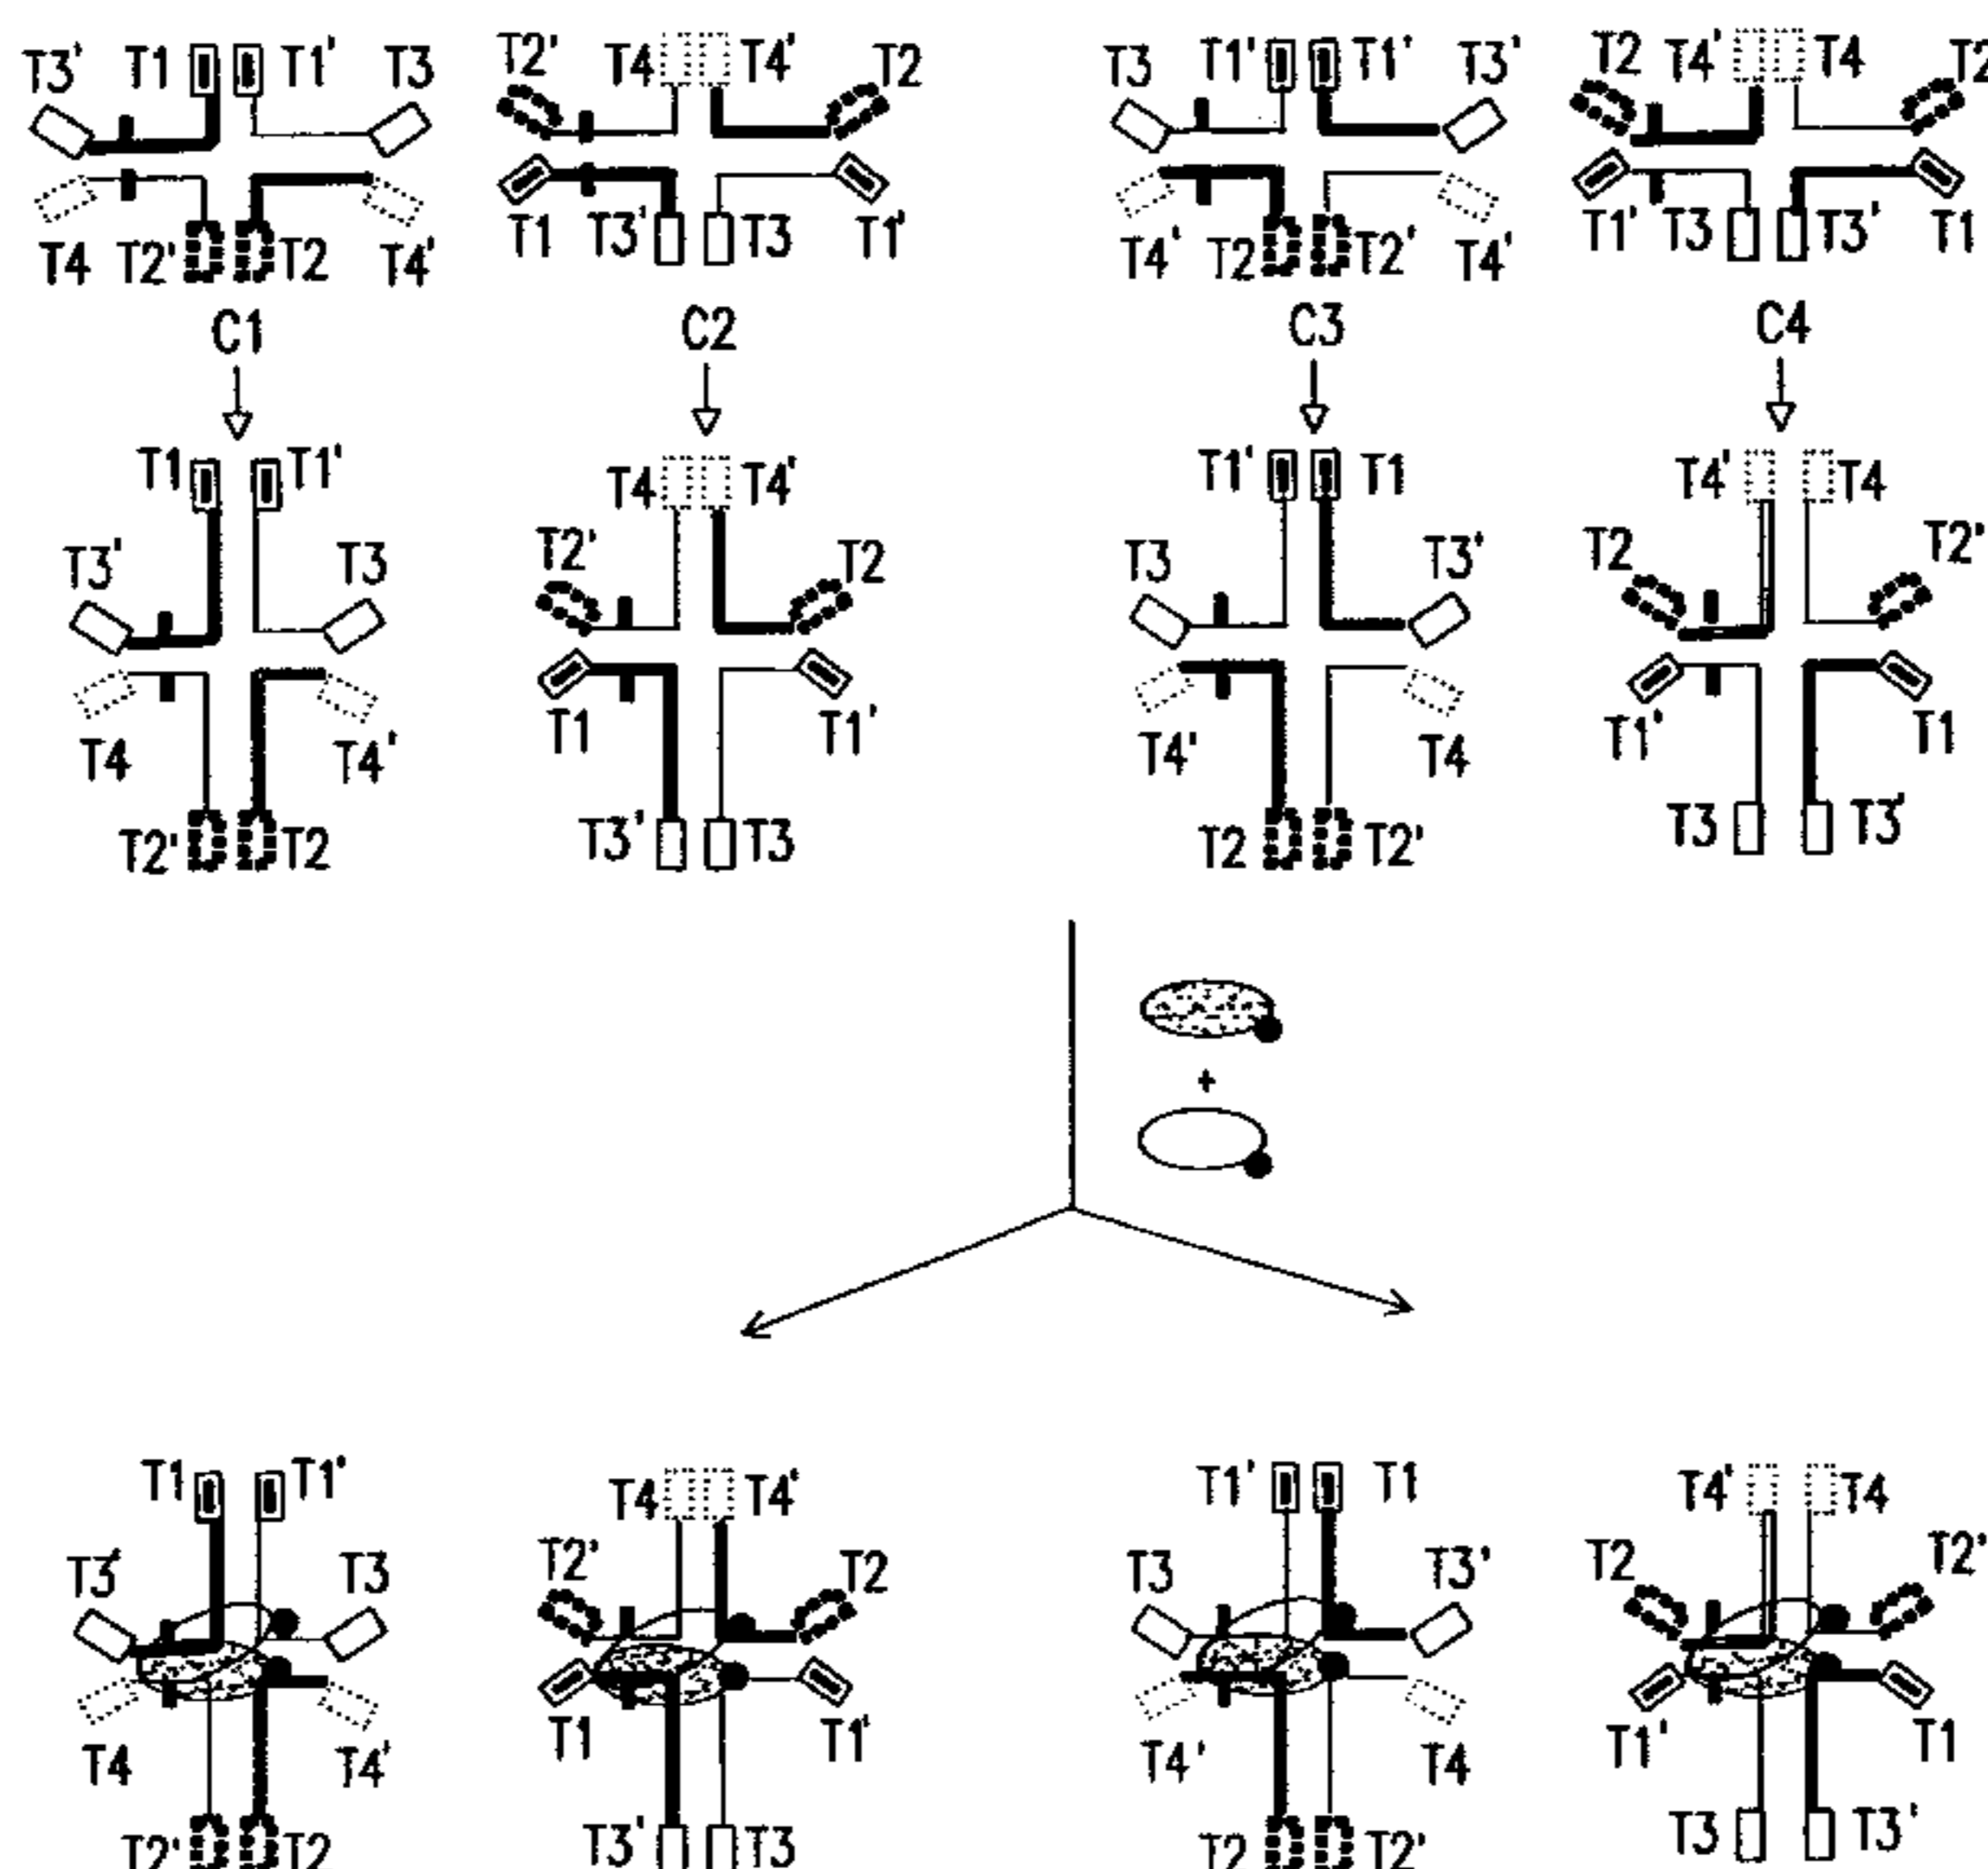 T3' T1 T1' T3 T2' T4 T4' T2 T3 T1' T1' T3' T2 T4' T4 T2
T4 T2' T2 T4' T1 T3' T3 T1' T4' T2 T2' T4' T1' T3 T3' T1
C1 C2 C3 C4
T1 T1' T4 T4' T1' T1 T4' T4
T3' T3 T2' T2 T3 T3' T2 T2'
T4 T4' T1 T1' T4' T4 T1' T1
T2' T2 T3' T3 T2 T2' T3 T3'
+
T1 T1' T4 T4' T1' T1 T4' T4
T3' T3 T2' T2 T3 T3' T2 T2'
T4 T4' T1 T1' T4' T4 T1' T1
T2' T2 T3' T3 T2 T2' T3 T3'